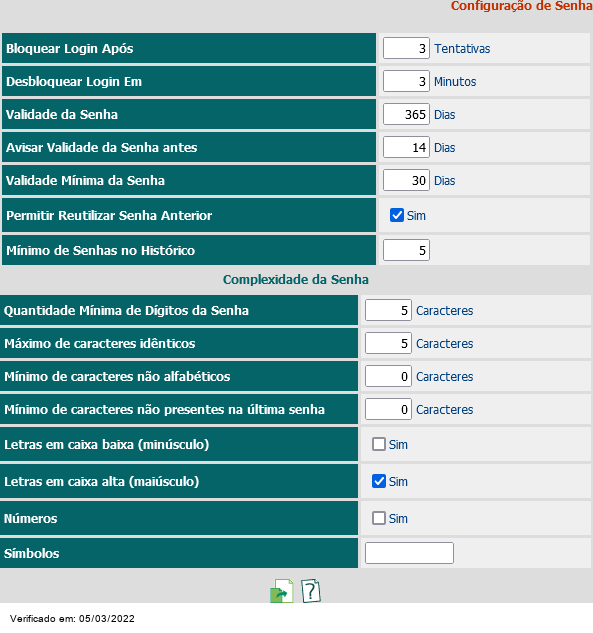 Configuração de Senha
Bloquear Login Após 3 Tentativas
Desbloquear Login Em 3 Minutos
Validade da Senha 365 Dias
Avisar Validade da Senha antes 14 Dias
Validade Mínima da Senha 30 Dias
Permitir Reutilizar Senha Anterior Sim
Mínimo de Senhas no Histórico 5
Complexidade da Senha
Quantidade Mínima de Dígitos da Senha 5 Caracteres
Máximo de caracteres idênticos 5 Caracteres
Mínimo de caracteres não alfabéticos 0 Caracteres
Mínimo de caracteres não presentes na última senha 0 Caracteres
Letras em caixa baixa (minúsculo) Sim
Letras em caixa alta (maiúsculo) Sim
Números Sim
Símbolos
?
Verificado em: 05/03/2022